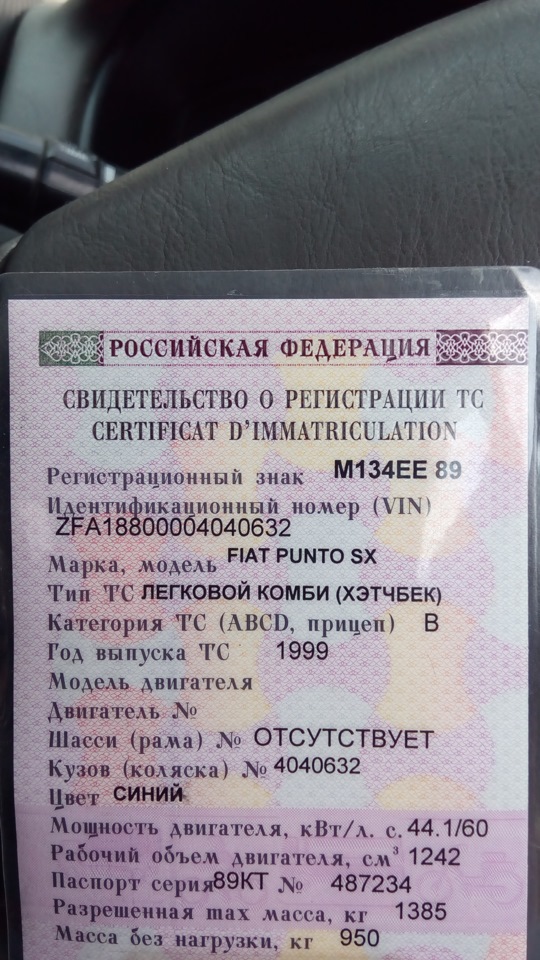 РОССИЙСКАЯ ФЕДЕРАЦИЯ
СВИДЕТЕЛЬСТВО О РЕГИСТРАЦИИ ТС
CERTIFICAT D'IMMATRICULATION
Регистрационный знак М134ЕЕ 89
Идентификационный номер (VIN)
ZFA18800004040632
Марка, модель FIAT PUNTO SX
Тип ТС ЛЕГКОВОЙ КОМБИ (ХЭТЧБЕК)
Категория ТС (ABCD, прицеп) B
Год выпуска ТС 1999
Модель двигателя
Двигатель №
Шасси (рама) № ОТСУТСТВУЕТ
Кузов (коляска) № 4040632
Цвет СИНИЙ
Мощность двигателя, кВт/л. с. 44.1/60
Рабочий объем двигателя, см³ 1242
Паспорт серия 89КТ № 487234
Разрешенная max масса, кг 1385
Масса без нагрузки, кг 950